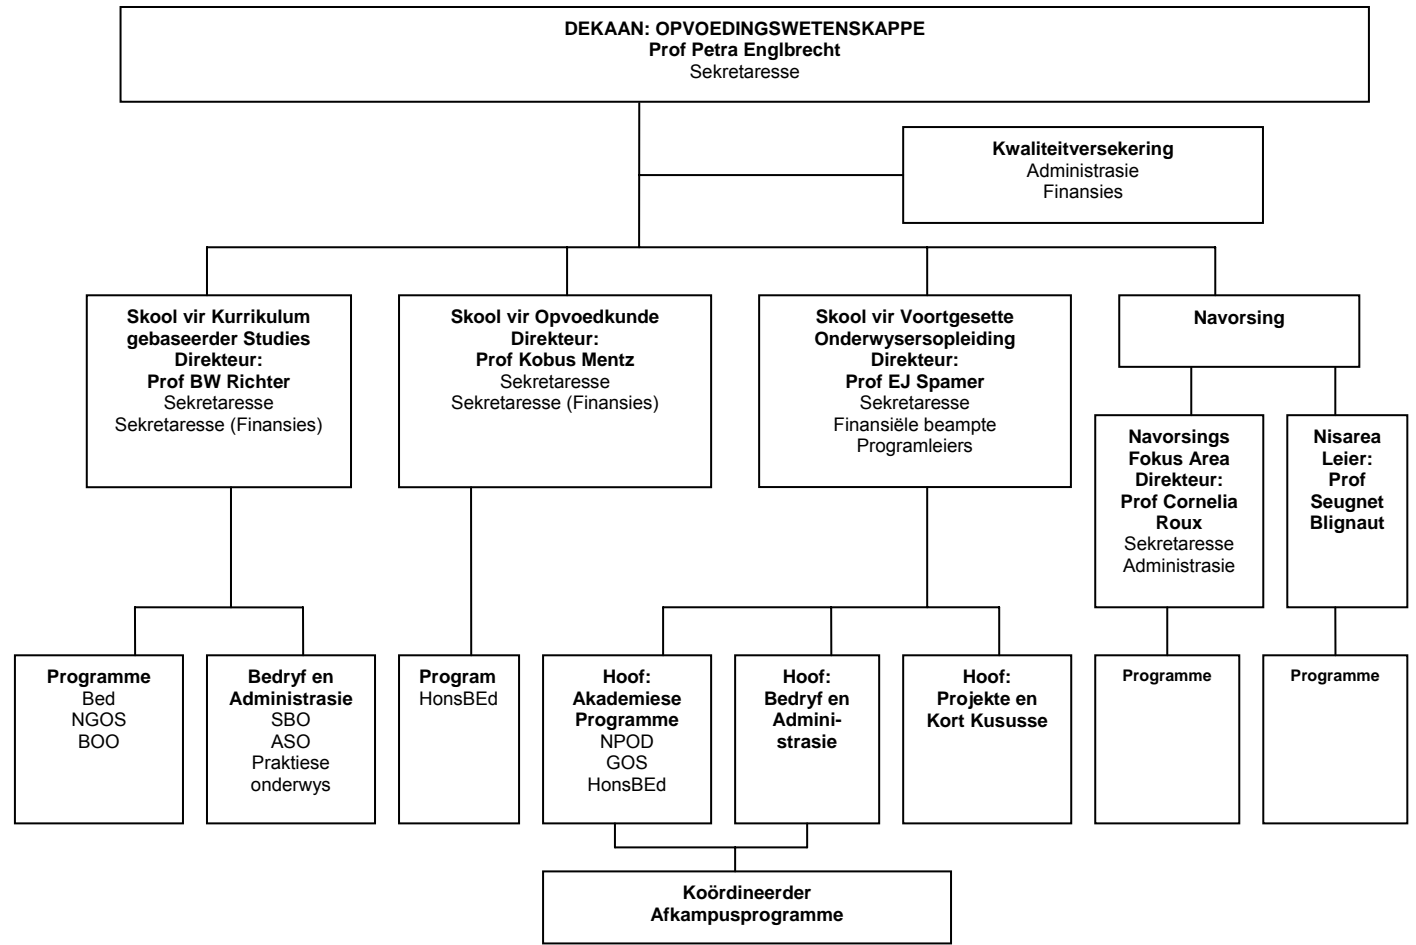 DEKAAN: OPVOEDINGSWETENSKAPPE
Prof Petra Englbrecht
Sekretaresse
Kwaliteitversekering
Administrasie
Finansies
Skool vir Kurrikulum
gebaseerder Studies
Direkteur:
Prof BW Richter
Sekretaresse
Sekretaresse (Finansies)
Skool vir Opvoedkunde
Direkteur:
Prof Kobus Mentz
Sekretaresse
Sekretaresse (Finansies)
Skool vir Voortgesette
Onderwysersopleiding
Direkteur:
Prof EJ Spamer
Sekretaresse
Finansiële beampte
Programleiers
Navorsing
Navorsings
Fokus Area
Direkteur:
Prof Cornelia
Roux
Sekretaresse
Administrasie
Nisarea
Leier:
Prof
Seugnet
Blignaut
Programme
Bed
NGOS
BOO
Bedryf en
Administrasie
SBO
ASO
Praktiese
onderwys
Program
HonsBEd
Hoof:
Akademiese
Programme
NPOD
GOS
HonsBEd
Hoof:
Bedryf en
Admini-
strasie
Hoof:
Projekte en
Kort Kususse
Programme
Programme
Koördineerder
Afkampusprogramme